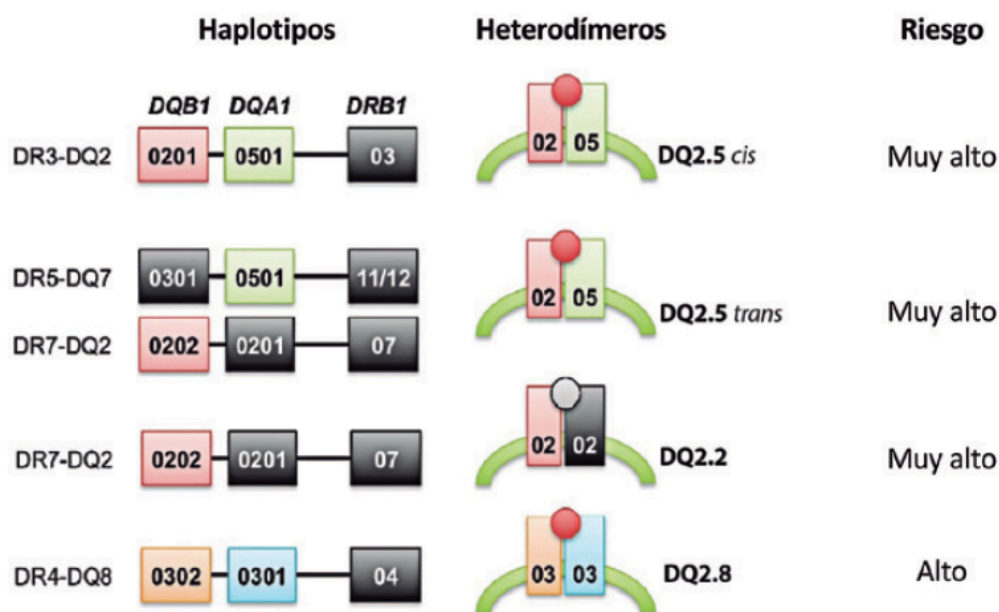 Haplotipos Heterodímeros Riesgo
DQB1 DQA1 DRB1
DR3-DQ2 0201 0501 03 02 05 DQ2.5 cis Muy alto
DR5-DQ7 0301 0501 11/12 02 05 DQ2.5 trans Muy alto
DR7-DQ2 0202 0201 07
DR7-DQ2 0202 0201 07 02 02 DQ2.2 Muy alto
DR4-DQ8 0302 0301 04 03 03 DQ2.8 Alto